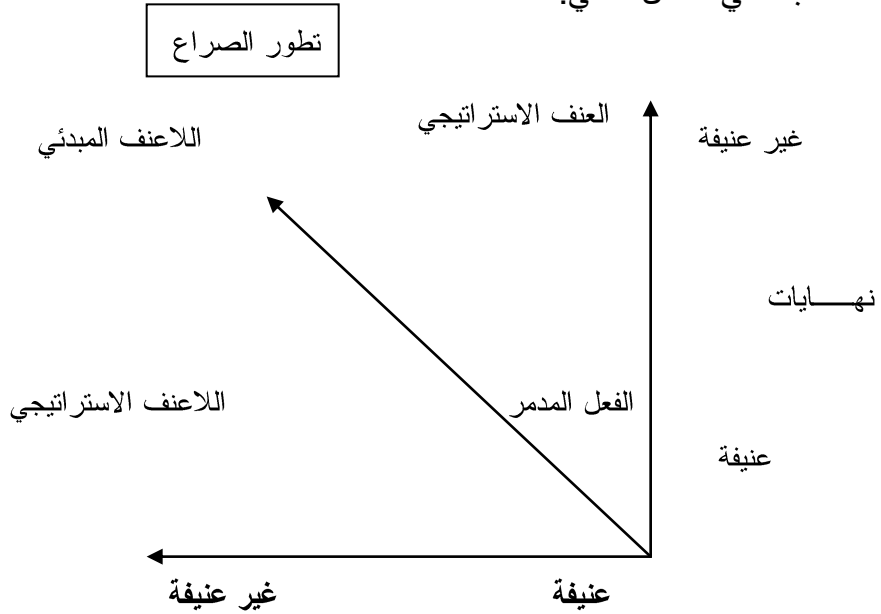 تطور الصراع
غير عنيفة
العنف الاستراتيجي
اللاعنف المبدئي
نهـــايات
الفعل المدمر
اللاعنف الاستراتيجي
عنيفة
عنيفة
غير عنيفة